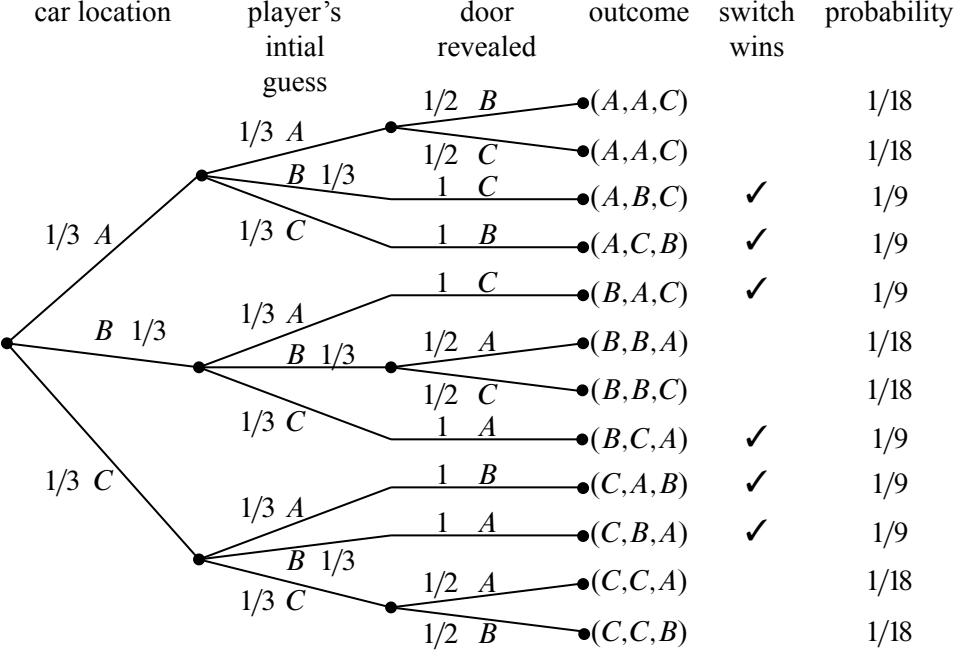 car location player's door outcome switch probability
intial revealed wins
guess
1/2 B (A,A,C) 1/18
1/3 A
1/2 C (A,A,C) 1/18
B 1/3
1 C (A,B,C) ✓ 1/9
1/3 A
1/3 C
1 B (A,C,B) ✓ 1/9
1 C (B,A,C) ✓ 1/9
1/3 A
B 1/3
1/2 A (B,B,A) 1/18
B 1/3
1/2 C (B,B,C) 1/18
1/3 C
1 A (B,C,A) ✓ 1/9
1/3 C
1 B (C,A,B) ✓ 1/9
1/3 A
1 A (C,B,A) ✓ 1/9
B 1/3
1/2 A (C,C,A) 1/18
1/3 C
1/2 B (C,C,B) 1/18